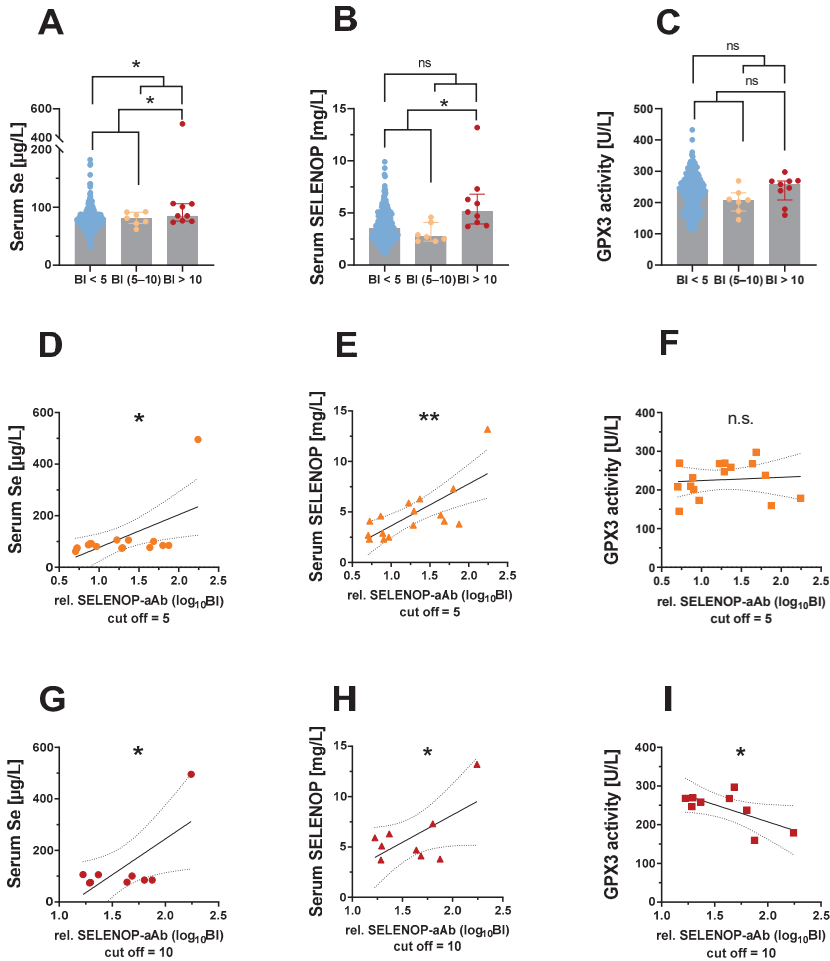 A
B
C
*
*
ns
*
ns
ns
Serum Se [µg/L]
600
400
200
100
0
BI < 5
BI (5–10)
BI > 10
Serum SELENOP [mg/L]
15
10
5
0
BI < 5
BI (5–10)
BI > 10
GPX3 activity [U/L]
500
400
300
200
100
0
BI < 5
BI (5–10)
BI > 10
D
E
F
*
**
n.s.
Serum Se [µg/L]
600
400
200
0
0.5 1.0 1.5 2.0 2.5
rel. SELENOP-aAb (log10BI)
cut off = 5
Serum SELENOP [mg/L]
15
10
5
0
0.5 1.0 1.5 2.0 2.5
rel. SELENOP-aAb (log10BI)
cut off = 5
GPX3 activity [U/L]
400
300
200
100
0
0.5 1.0 1.5 2.0 2.5
rel. SELENOP-aAb (log10BI)
cut off = 5
G
H
I
*
*
*
Serum Se [µg/L]
600
400
200
0
1.0 1.5 2.0 2.5
rel. SELENOP-aAb (log10BI)
cut off = 10
Serum SELENOP [mg/L]
15
10
5
0
1.0 1.5 2.0 2.5
rel. SELENOP-aAb (log10BI)
cut off = 10
GPX3 activity [U/L]
400
300
200
100
0
1.0 1.5 2.0 2.5
rel. SELENOP-aAb (log10BI)
cut off = 10